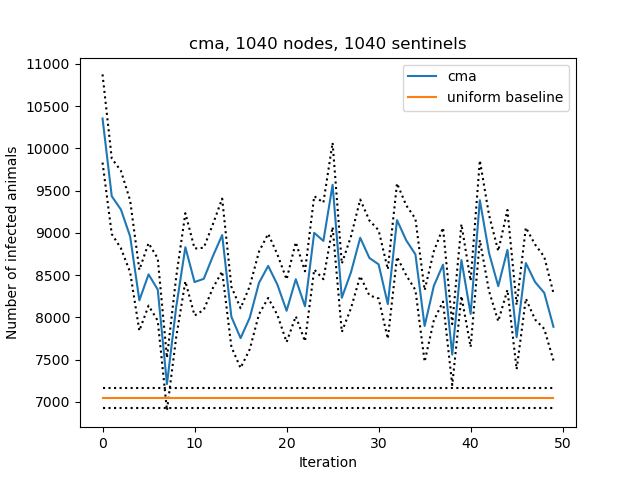 cma, 1040 nodes, 1040 sentinels
cma
uniform baseline
Number of infected animals
11000
10500
10000
9500
9000
8500
8000
7500
7000
0 10 20 30 40 50
Iteration